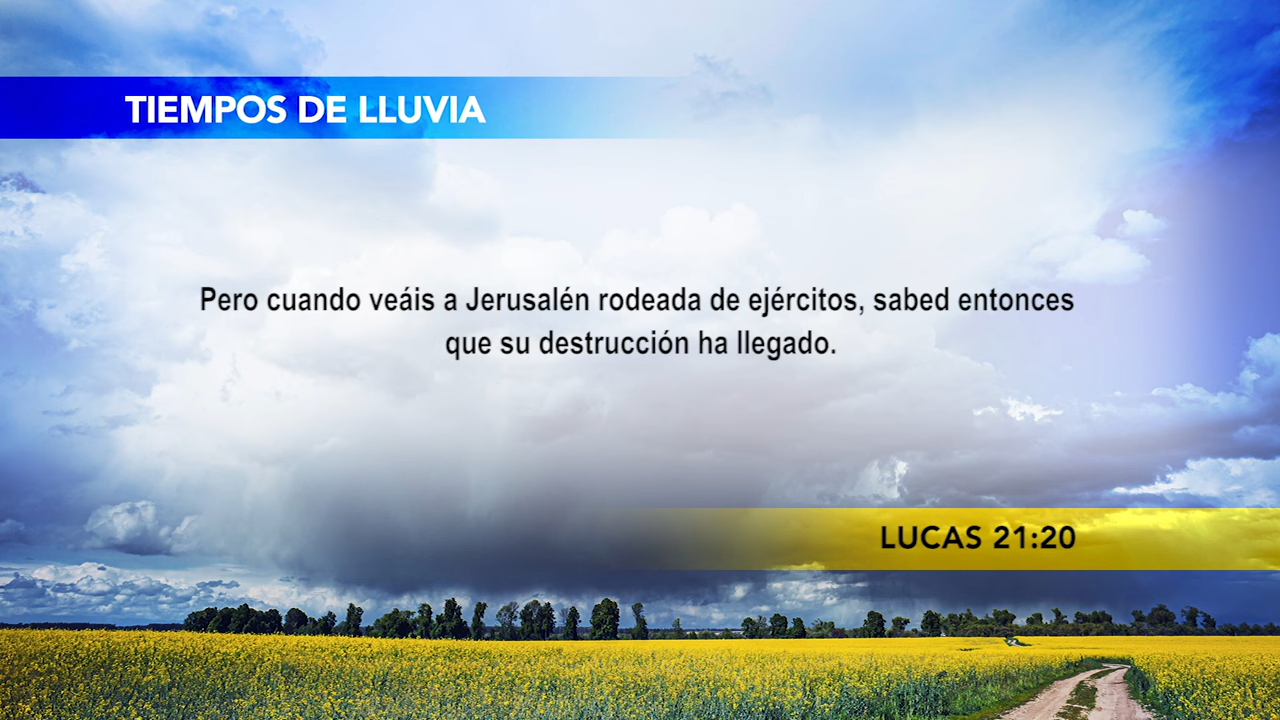 TIEMPOS DE LLUVIA
Pero cuando veáis a Jerusalén rodeada de ejércitos, sabed entonces
que su destrucción ha llegado.
LUCAS 21:20